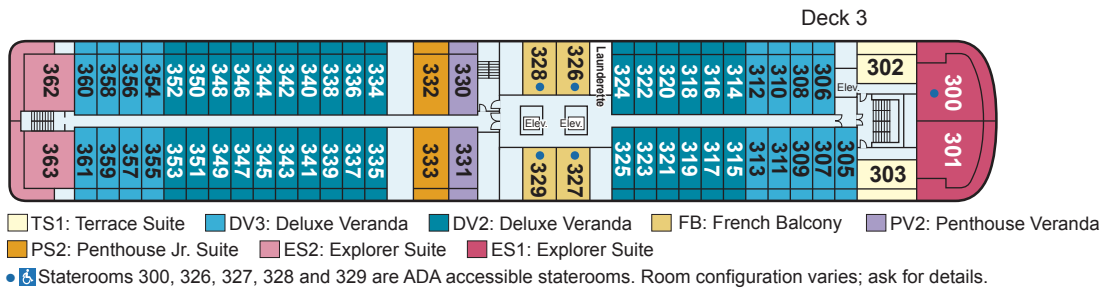 Deck 3
362 360 358 356 354 352 350 348 346 344 342 340 338 336 334 332 330 328 326 Launderette 324 322 320 318 316 314 312 310 308 306 302 300
Elev.
Elev. Elev.
363 361 359 357 355 353 351 349 347 345 343 341 339 337 335 333 331 329 327 325 323 321 319 317 315 313 311 309 307 305 303 301
TS1: Terrace Suite DV3: Deluxe Veranda DV2: Deluxe Veranda FB: French Balcony PV2: Penthouse Veranda
PS2: Penthouse Jr. Suite ES2: Explorer Suite ES1: Explorer Suite
Staterooms 300, 326, 327, 328 and 329 are ADA accessible staterooms. Room configuration varies; ask for details.